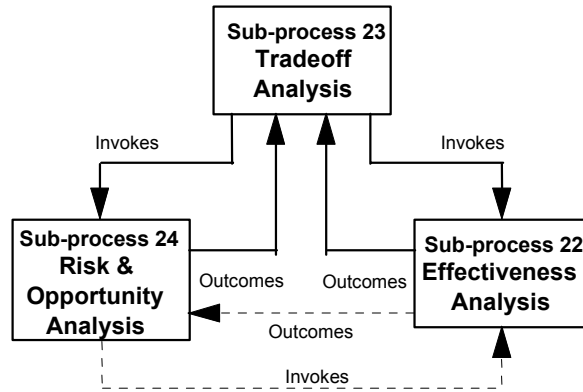 Sub-process 23
Tradeoff
Analysis
Invokes
Invokes
Sub-process 24
Risk &
Opportunity
Analysis
Sub-process 22
Effectiveness
Analysis
Outcomes
Outcomes
Outcomes
Invokes